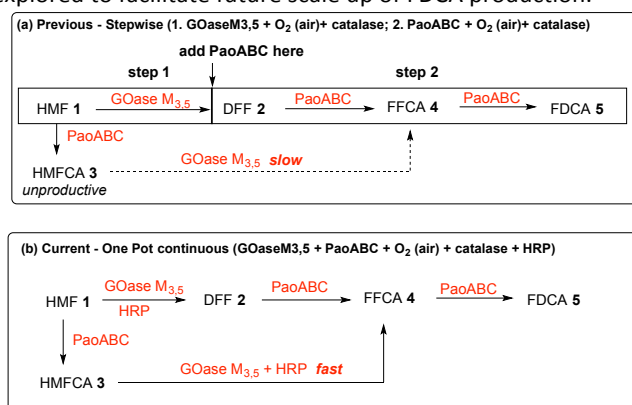 explored to facilitate future scale up of FDCA production.
(a) Previous - Stepwise (1. GOaseM3,5 + O2 (air)+ catalase; 2. PaoABC + O2 (air)+ catalase)
add PaoABC here
step 1 step 2
GOase M3,5 PaoABC PaoABC
HMF 1 DFF 2 FFCA 4 FDCA 5
PaoABC
GOase M3,5 slow
HMFCA 3
unproductive
(b) Current - One Pot continuous (GOaseM3,5 + PaoABC + O2 (air) + catalase + HRP)
GOase M3,5 PaoABC PaoABC
HMF 1 DFF 2 FFCA 4 FDCA 5
HRP
PaoABC
GOase M3,5 + HRP fast
HMFCA 3